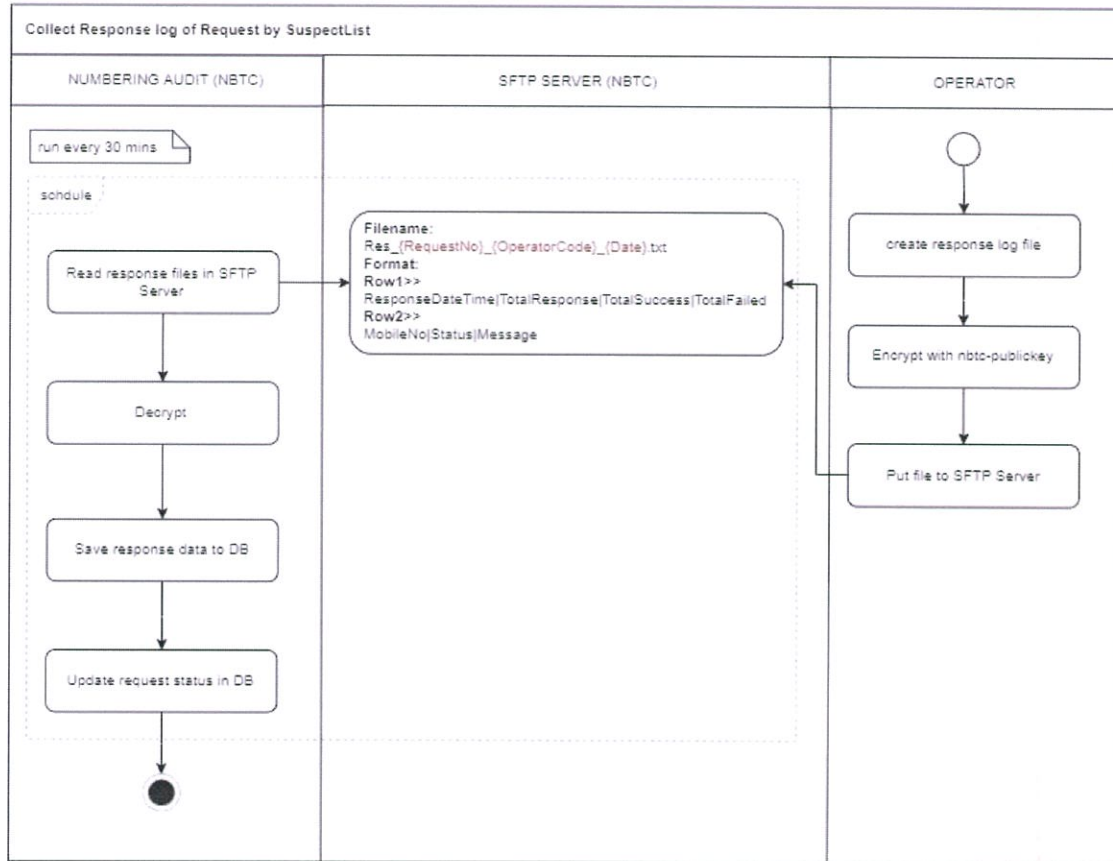 Collect Response log of Request by SuspectList
NUMBERING AUDIT (NBTC)
SFTP SERVER (NBTC)
OPERATOR
run every 30 mins
schdule
Read response files in SFTP
Server
Decrypt
Save response data to DB
Update request status in DB
Filename:
Res_{RequestNo}_{OperatorCode}_{Date}.txt
Format:
Row1>>
ResponseDateTime|TotalResponse|TotalSuccess|TotalFailed
Row2>>
MobileNo|Status|Message
create response log file
Encrypt with nbtc-publickey
Put file to SFTP Server